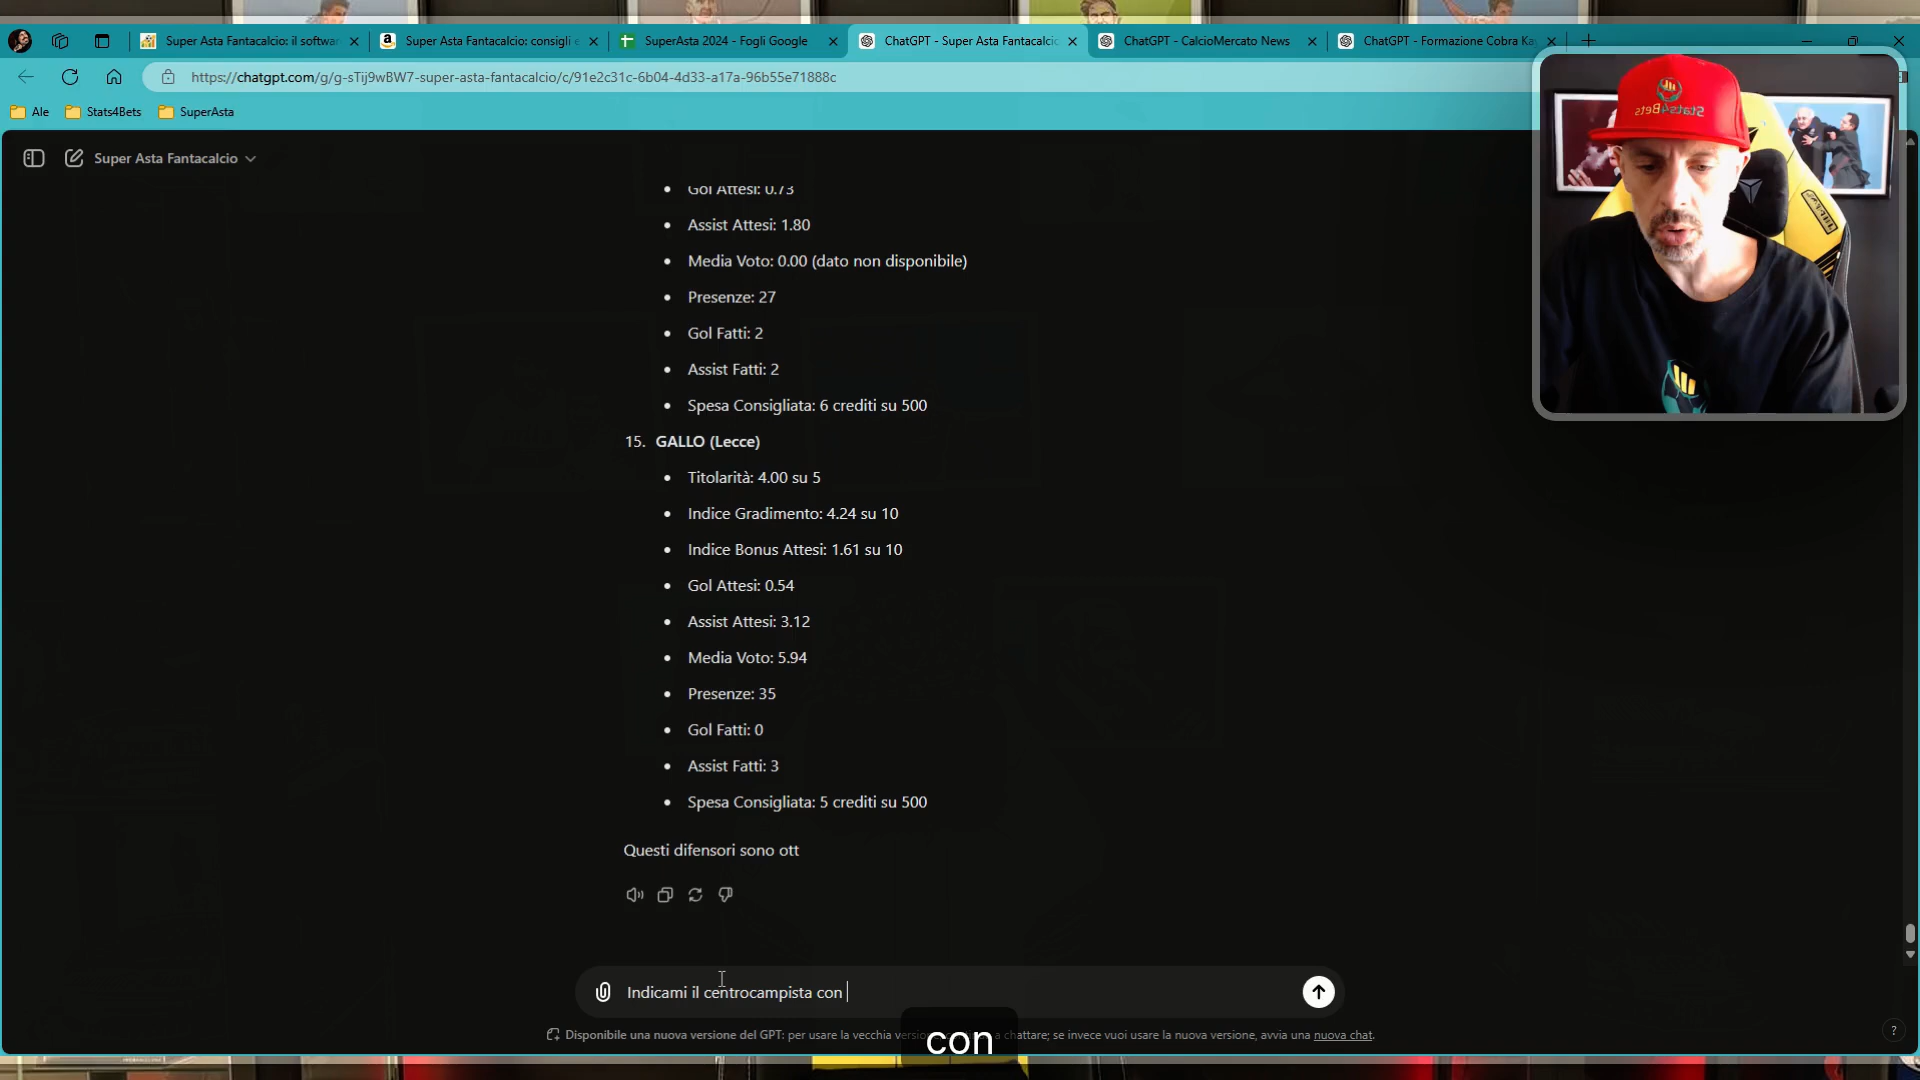 Super Asta Fantacalcio: il softwar
Super Asta Fantacalcio: consigli e
SuperAsta 2024 - Fogli Google
ChatGPT - Super Asta Fantacalcio
ChatGPT - CalcioMercato News
ChatGPT - Formazione Cobra Ka
https://chatgpt.com/g/g-sTij9wBW7-super-asta-fantacalcio/c/91e2c31c-6b04-4d33-a17a-96b55e71888c
Ale
Stats4Bets
SuperAsta
Stats4Bets
Super Asta Fantacalcio
Gol Attesi: 0.73
Assist Attesi: 1.80
Media Voto: 0.00 (dato non disponibile)
Presenze: 27
Gol Fatti: 2
Assist Fatti: 2
Spesa Consigliata: 6 crediti su 500
15. GALLO (Lecce)
Titolarità: 4.00 su 5
Indice Gradimento: 4.24 su 10
Indice Bonus Attesi: 1.61 su 10
Gol Attesi: 0.54
Assist Attesi: 3.12
Media Voto: 5.94
Presenze: 35
Gol Fatti: 0
Assist Fatti: 3
Spesa Consigliata: 5 crediti su 500
Questi difensori sono ott
Indicami il centrocampista con
Disponibile una nuova versione del GPT: per usare la vecchia a chattare; se invece vuoi usare la nuova versione, avvia una nuova chat.
?
con